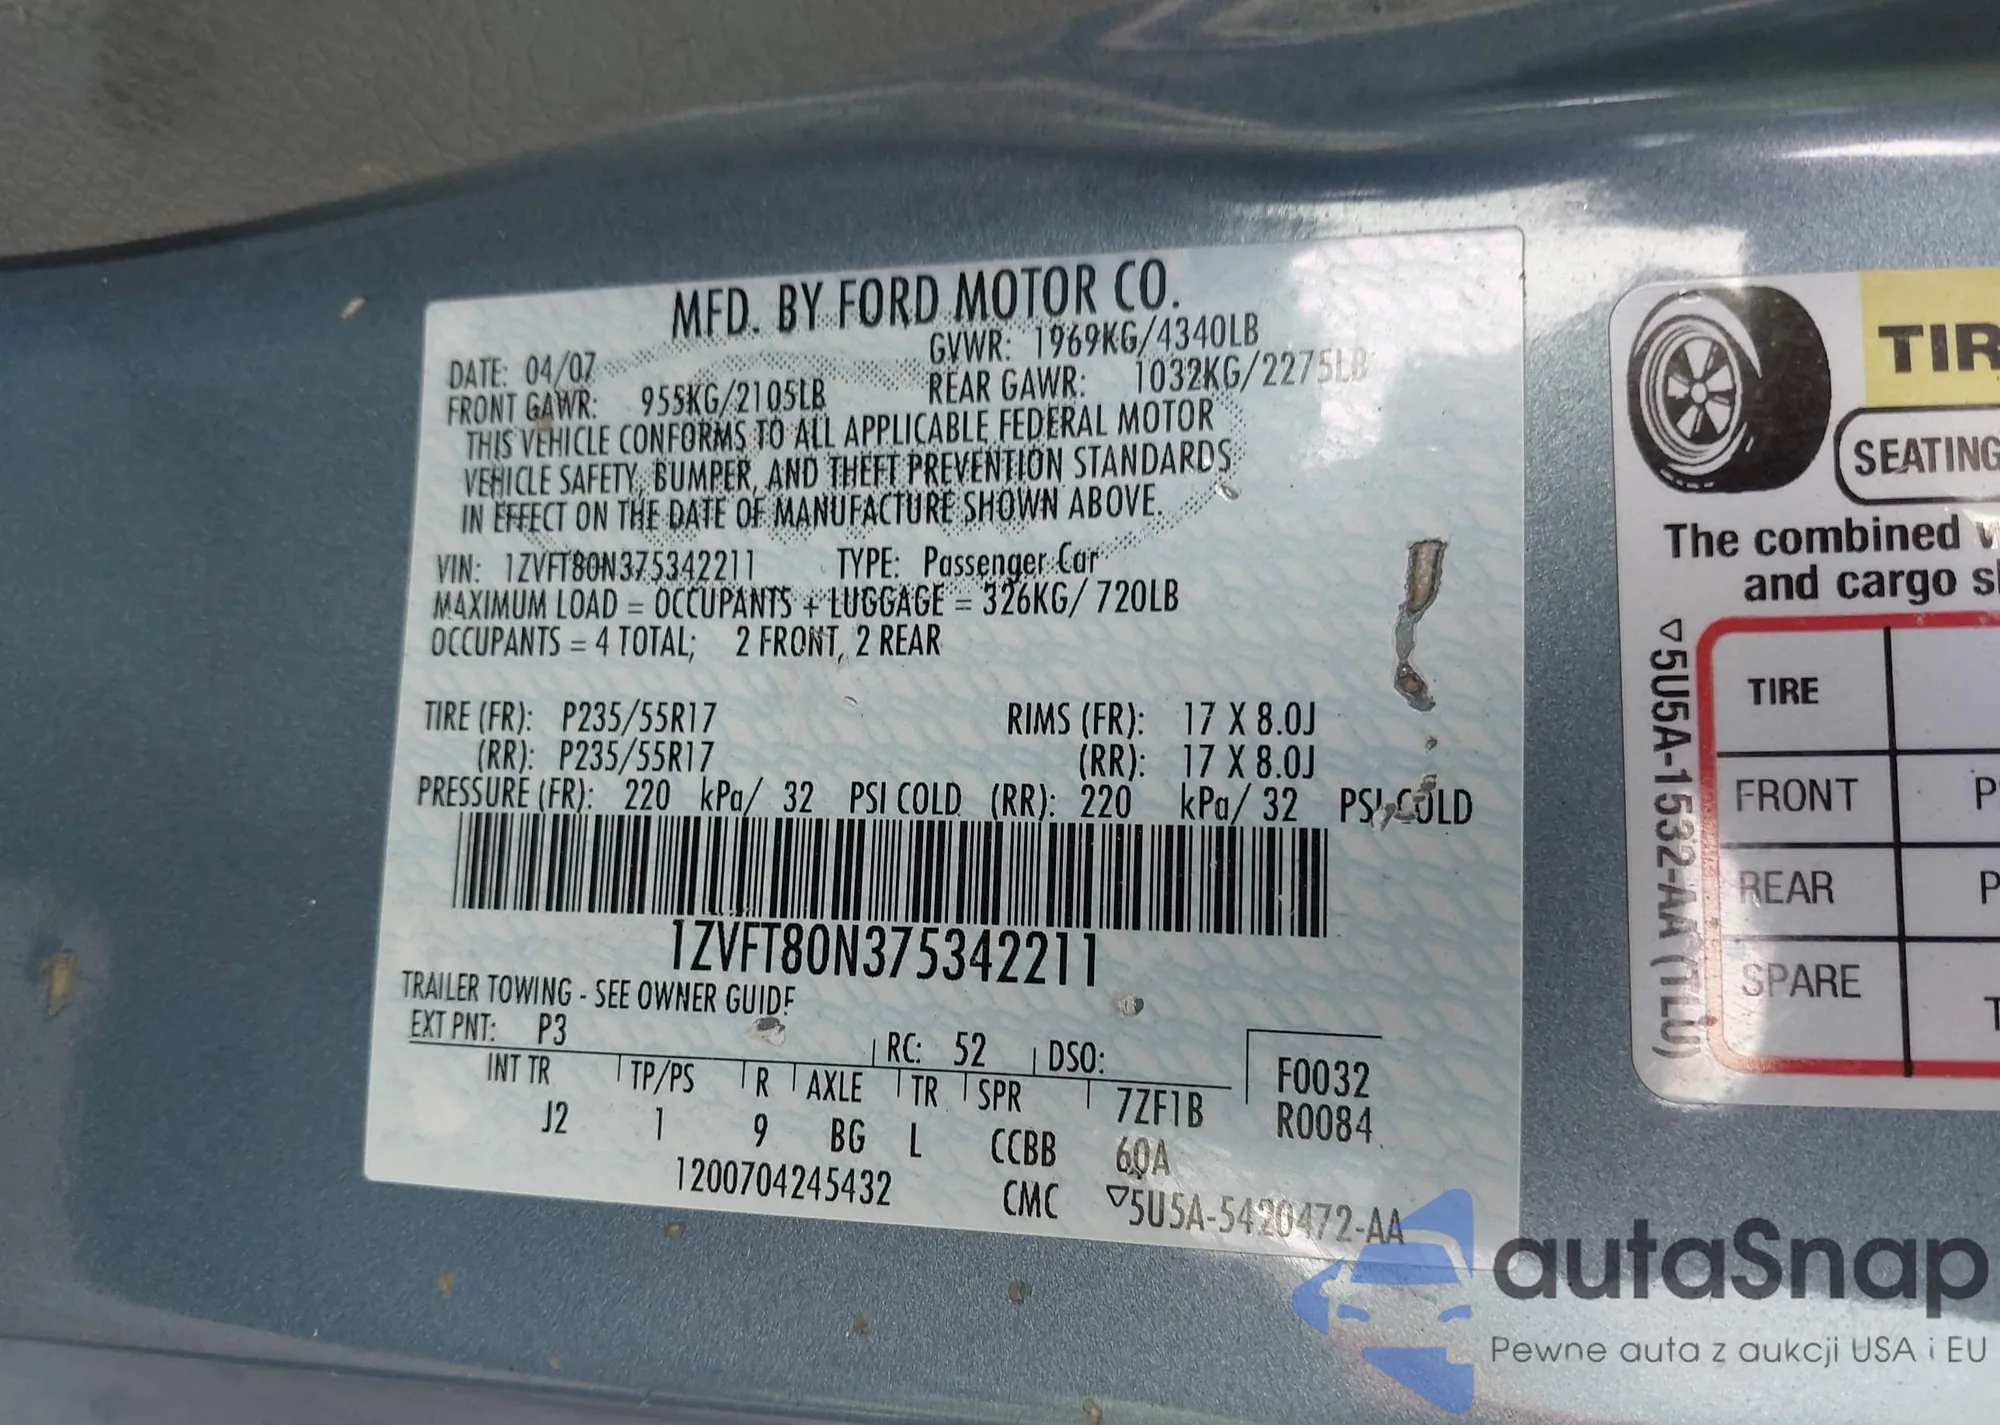 MFD. BY FORD MOTOR CO.
DATE: 04/07
GVWR: 1969KG/4340LB
FRONT GAWR: 955KG/2105LB
REAR GAWR: 1032KG/2275LB
THIS VEHICLE CONFORMS TO ALL APPLICABLE FEDERAL MOTOR
VEHICLE SAFETY, BUMPER, AND THEFT PREVENTION STANDARDS
IN EFFECT ON THE DATE OF MANUFACTURE SHOWN ABOVE.
VIN: 1ZVFT80N375342211 TYPE: Passenger Car
MAXIMUM LOAD = OCCUPANTS + LUGGAGE = 326KG/ 720LB
OCCUPANTS = 4 TOTAL; 2 FRONT, 2 REAR
TIRE (FR): P235/55R17 RIMS (FR): 17 X 8.0J
(RR): P235/55R17 (RR): 17 X 8.0J
PRESSURE (FR): 220 kPa/ 32 PSI COLD (RR): 220 kPa/ 32 PSI COLD
1ZVFT80N375342211
TRAILER TOWING - SEE OWNER GUIDE
EXT PNT: P3 RC: 52 DSO:
INT TR TP/PS R AXLE TR SPR 7ZF1B
J2 1 9 BG L CCBB 60A
F0032
R0084
1200704245432 CMC ▽5U5A-5420472-AA
TIR
SEATING
The combined w
and cargo s
▽5U5A-1532-AA (TLU)
TIRE
FRONT P
REAR P
SPARE T
autaSnap
Pewne auta z aukcji USA i EU